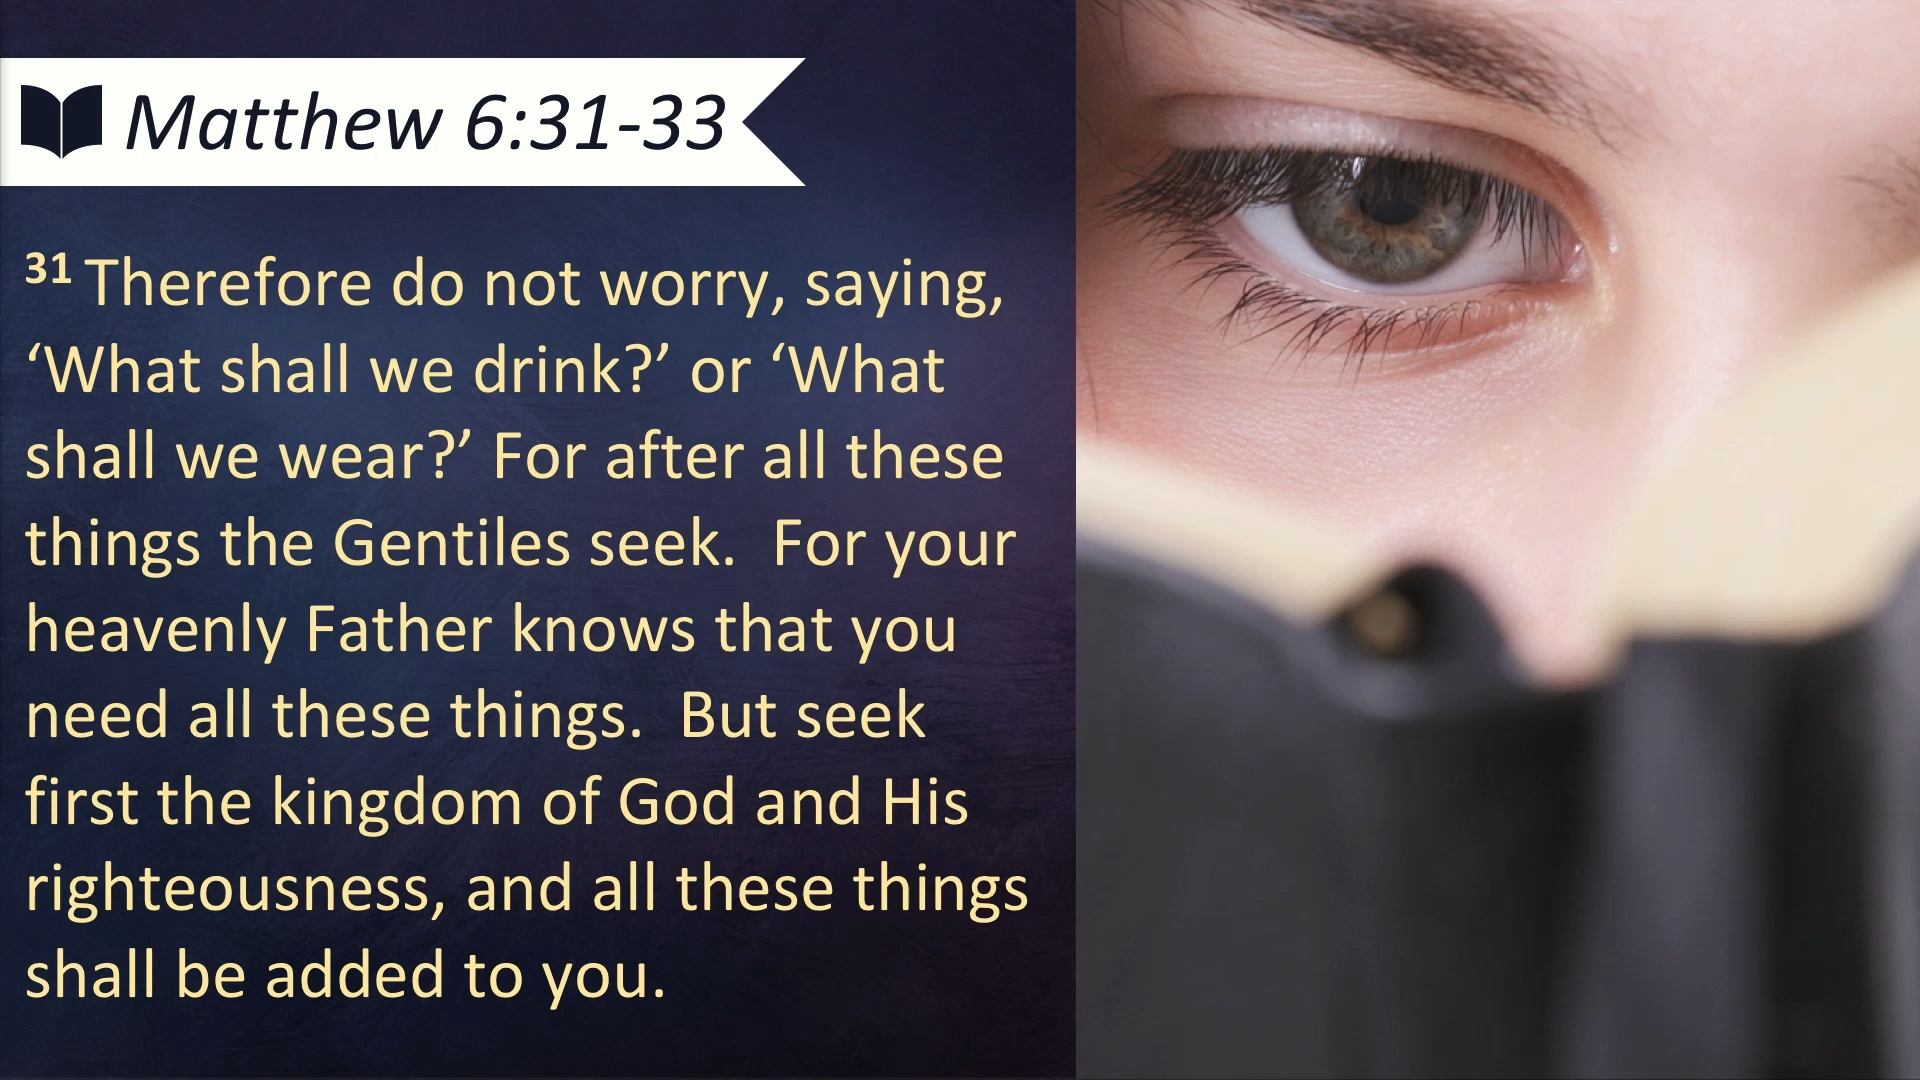 Matthew 6:31-33
31 Therefore do not worry, saying,
‘What shall we drink?’ or ‘What
shall we wear?’ For after all these
things the Gentiles seek.  For your
heavenly Father knows that you
need all these things.  But seek
first the kingdom of God and His
righteousness, and all these things
shall be added to you.